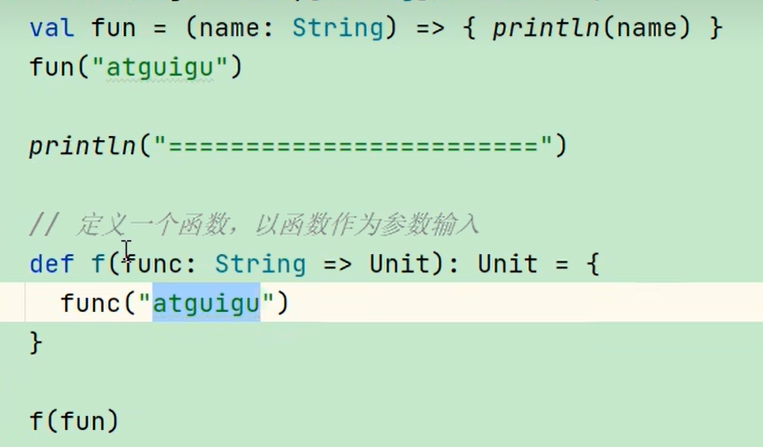 val fun = (name: String) => { println(name) }
fun("atguigu")
println("========================")
// 定义一个函数，以函数作为参数输入
def f(func: String => Unit): Unit = {
  func("atguigu")
}
f(fun)